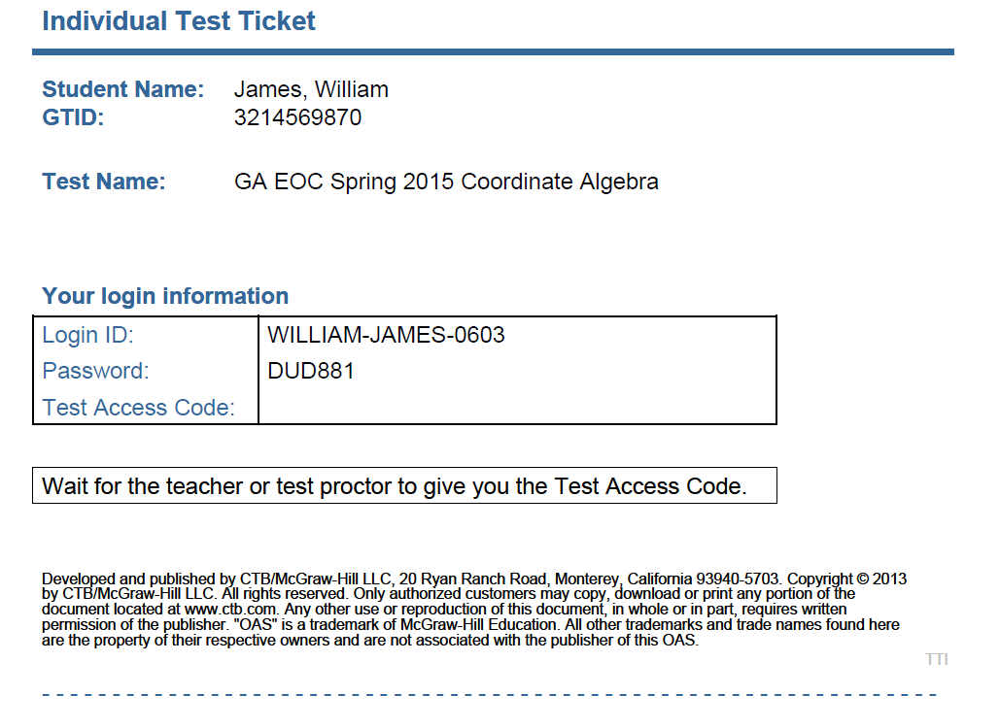 Individual Test Ticket
Student Name: James, William
GTID: 3214569870
Test Name: GA EOC Spring 2015 Coordinate Algebra
Your login information
Login ID: WILLIAM-JAMES-0603
Password: DUD881
Test Access Code:
Wait for the teacher or test proctor to give you the Test Access Code.
Developed and published by CTB/McGraw-Hill LLC, 20 Ryan Ranch Road, Monterey, California 93940-5703. Copyright © 2013
by CTB/McGraw-Hill LLC. All rights reserved. Only authorized customers may copy, download or print any portion of the
document located at www.ctb.com. Any other use or reproduction of this document, in whole or in part, requires written
permission of the publisher. "OAS" is a trademark of McGraw-Hill Education. All other trademarks and trade names found here
are the property of their respective owners and are not associated with the publisher of this OAS.
TTI